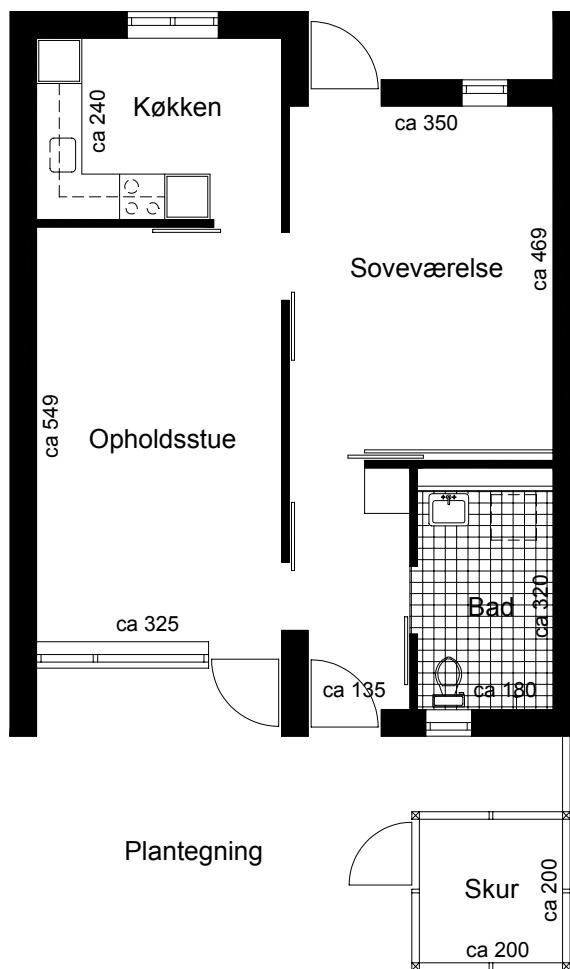 Køkken
ca 240
ca 350
Soveværelse
ca 469
ca 549
Opholdsstue
ca 325
Bad
ca 320
ca 135
ca 180
Plantegning
Skur
ca 200
ca 200